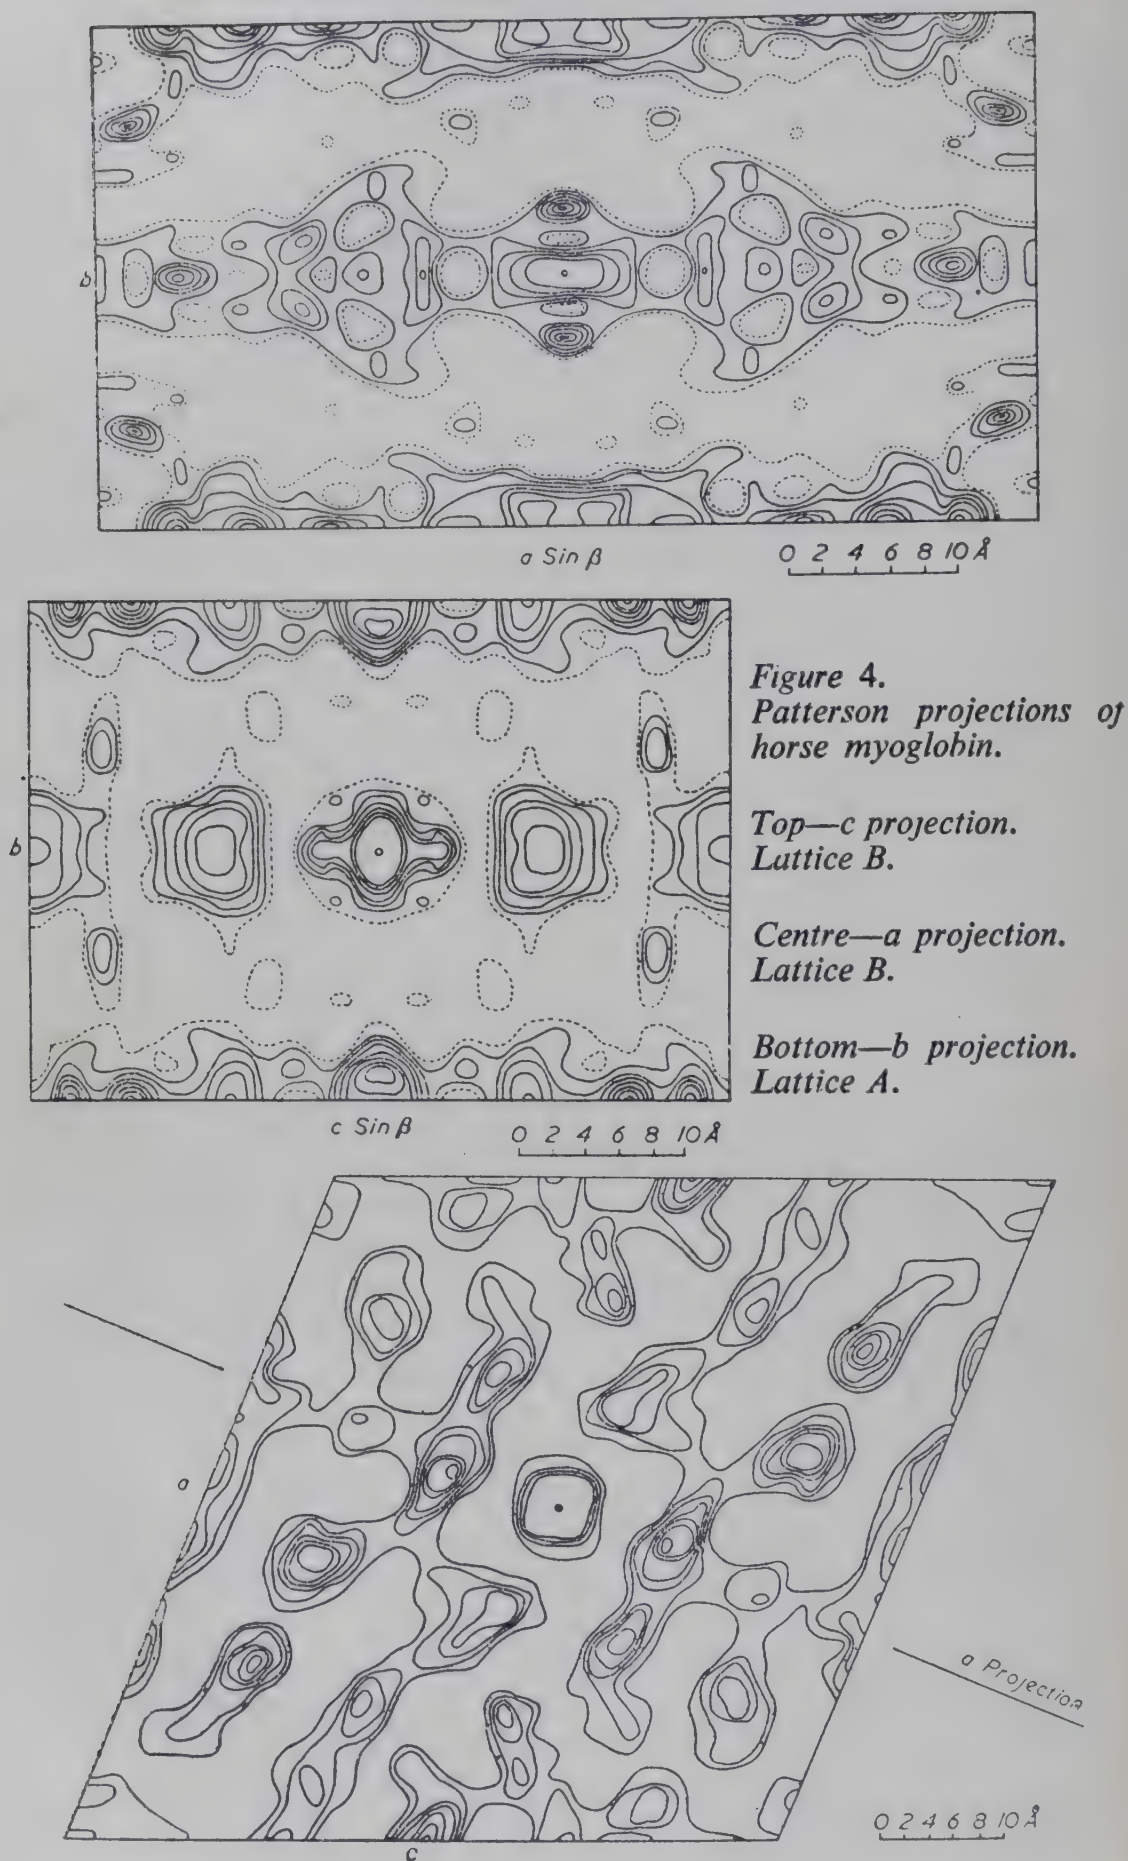 b
a Sin β
0 2 4 6 8 10 Å
Figure 4.
Patterson projections of
horse myoglobin.
Top—c projection.
Lattice B.
Centre—a projection.
Lattice B.
Bottom—b projection.
Lattice A.
b
c Sin β
0 2 4 6 8 10 Å
a
a Projection
0 2 4 6 8 10 Å
c